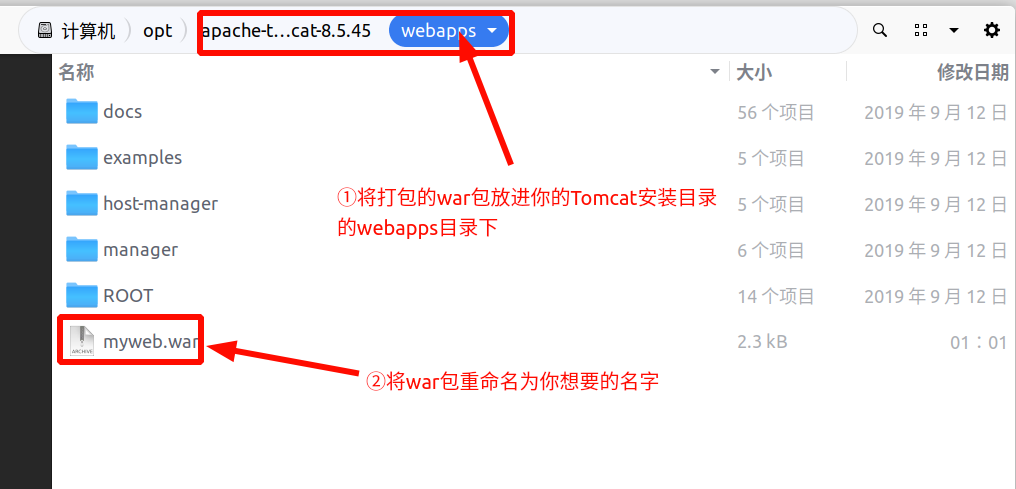 计算机 opt apache-t...cat-8.5.45 webapps
名称 大小 修改日期
docs 56 个项目 2019 年 9 月 12 日
examples 5 个项目 2019 年 9 月 12 日
①将打包的war包放进你的Tomcat安装目录
host-manager 5 个项目 2019 年 9 月 12 日
的webapps目录下
manager 6 个项目 2019 年 9 月 12 日
ROOT 14 个项目 2019 年 9 月 12 日
ARCHIVE myweb.war 2.3 kB 01：01
②将war包重命名为你想要的名字